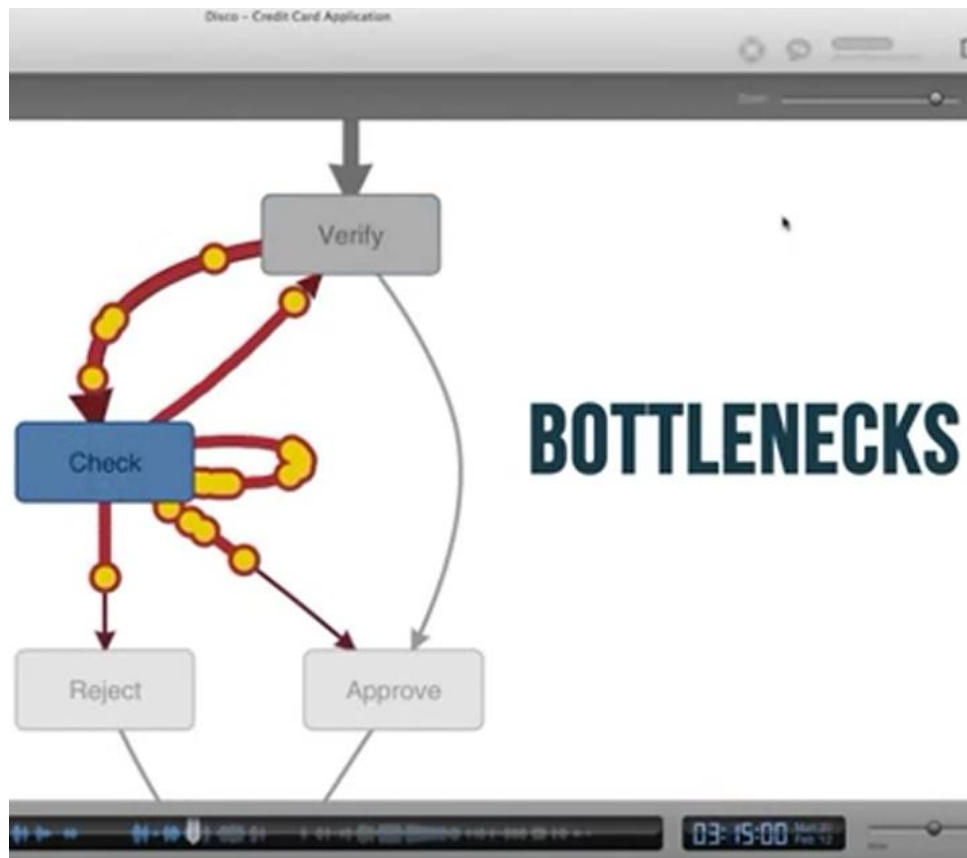 Disco – Credit Card Application
Verify
BOTTLENECKS
Check
Reject
Approve
03:15:00